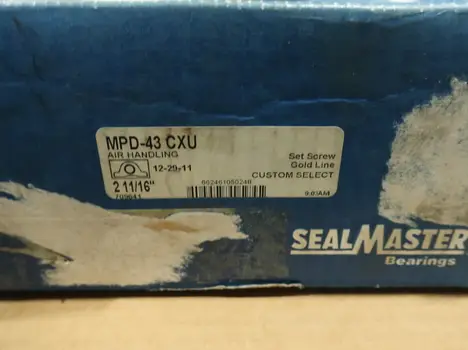 MPD-43 CXU
AIR HANDLING
12-29-11
2 11/16"
709941
Set Screw
Gold Line
CUSTOM SELECT
SEALMASTER
Bearings